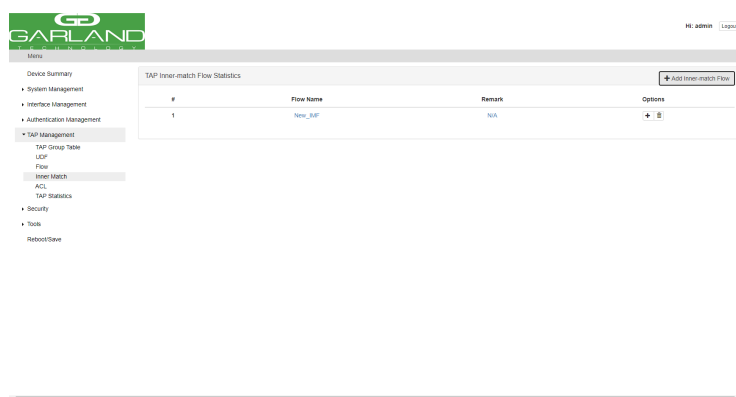 GARLAND
TECHNOLOGY
Hi: admin
Logou
Menu
Device Summary
System Management
Interface Management
Authentication Management
TAP Management
TAP Group Table
UDF
Flow
Inner Match
ACL
TAP Statistics
Security
Tools
Reboot/Save
TAP Inner-match Flow Statistics
+ Add Inner-match Flow
# Flow Name Remark Options
1 New_IMF N/A +